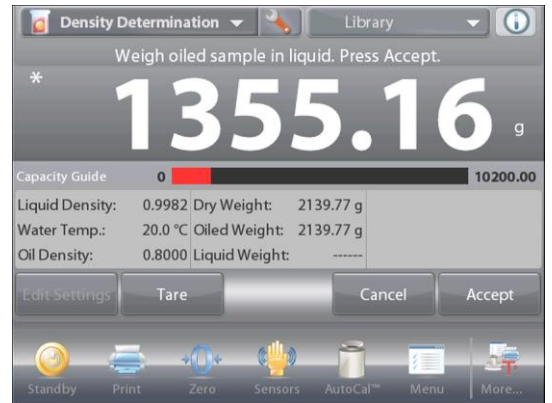 Density Determination Library
Weigh oiled sample in liquid. Press Accept.
* 1355.16 g
Capacity Guide 0 10200.00
Liquid Density: 0.9982 Dry Weight: 2139.77 g
Water Temp.: 20.0 °C Oiled Weight: 2139.77 g
Oil Density: 0.8000 Liquid Weight: ------
Edit Settings Tare Cancel Accept
Standby Print Zero Sensors AutoCal™ Menu More...